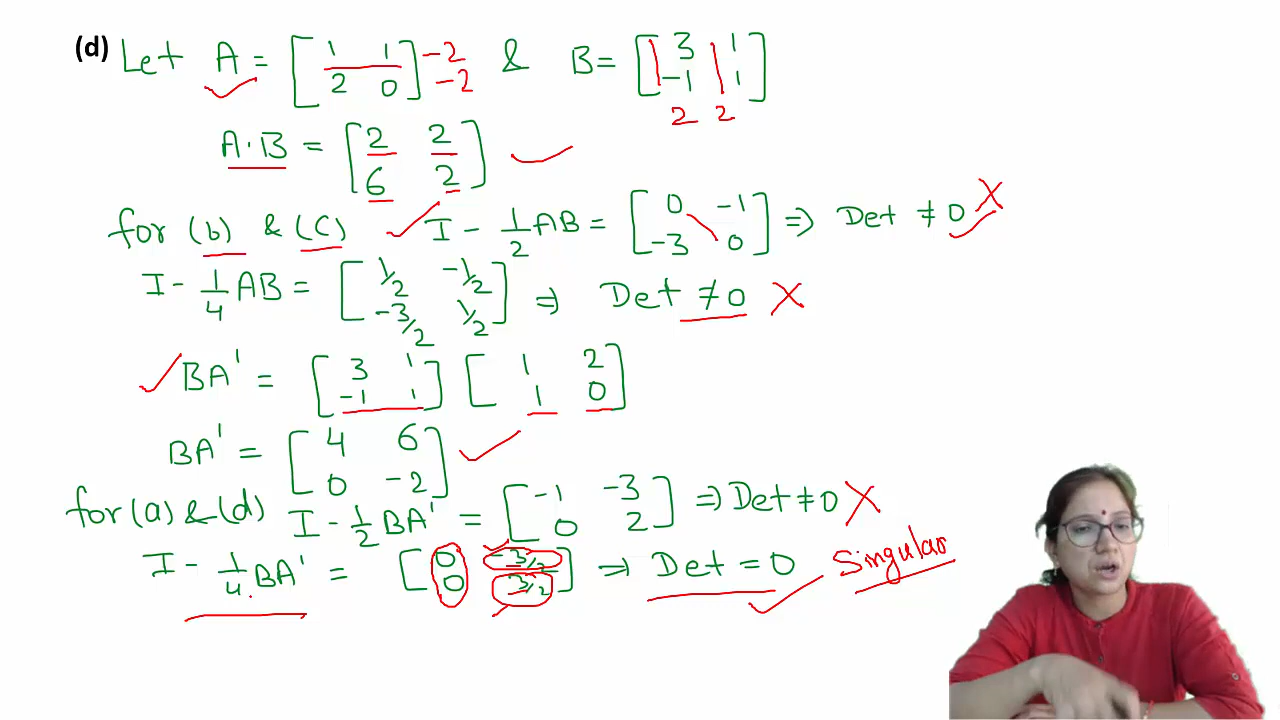 (d) Let A = [1 1; 2 0] -2 -2 & B = [3 1; -1 1] 2 2
A·B = [2 2; 6 2]
for (b) & (c) I - 1/2 AB = [0 -1; -3 0] ⇒ Det ≠ 0 X
I - 1/4 AB = [1/2 -1/2; -3/2 1/2] ⇒ Det ≠ 0 X
BA' = [3 1; -1 1] [1 2; 1 0]
BA' = [4 6; 0 -2]
for (a) & (d) I - 1/2 BA' = [-1 -3; 0 2] ⇒ Det ≠ 0 X
I - 1/4 BA' = [0 -3/2; 0 3/2] ⇒ Det = 0 Singular